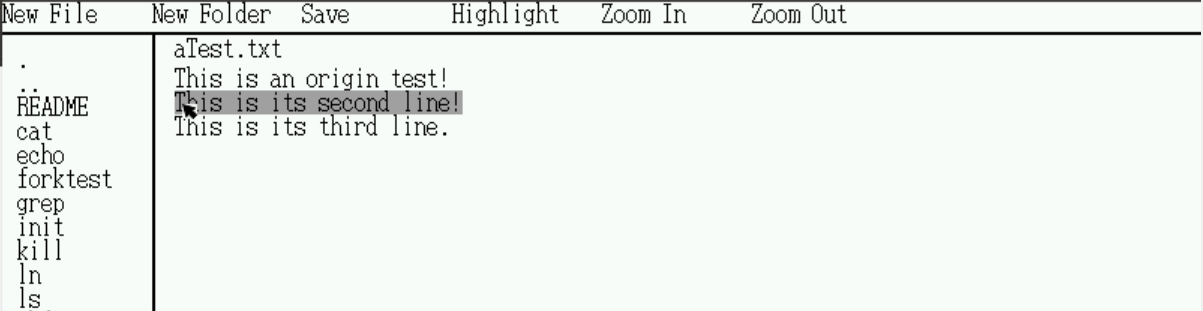 New File New Folder Save Highlight Zoom In Zoom Out
.
..
README
cat
echo
forktest
grep
init
kill
ln
ls
aTest.txt
This is an origin test!
This is its second line!
This is its third line.